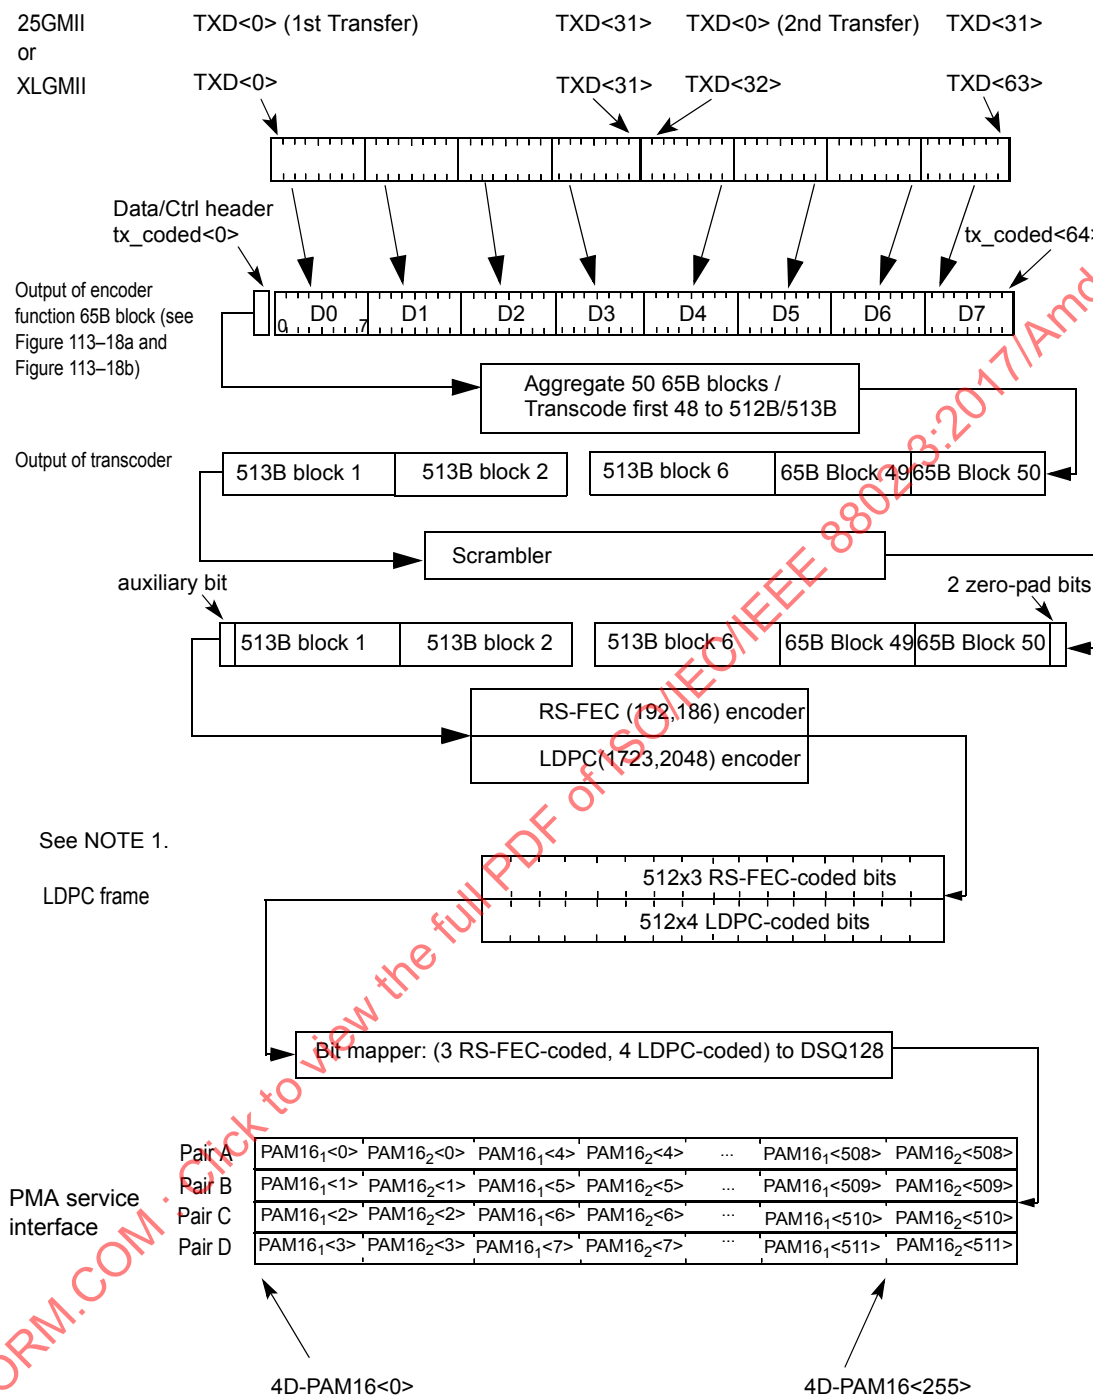 25GMII TXD<0> (1st Transfer) TXD<31> TXD<0> (2nd Transfer) TXD<31>
or
XLGMII TXD<0> TXD<31> TXD<32> TXD<63>
Data/Ctrl header
tx_coded<0> tx_coded<64>
Output of encoder
function 65B block (see
Figure 113–18a and
Figure 113–18b)
0 D0 7 D1 D2 D3 D4 D5 D6 D7
Aggregate 50 65B blocks /
Transcode first 48 to 512B/513B
Output of transcoder 513B block 1 513B block 2 513B block 6 65B Block 49 65B Block 50
Scrambler
auxiliary bit 2 zero-pad bits
513B block 1 513B block 2 513B block 6 65B Block 49 65B Block 50
RS-FEC (192,186) encoder
LDPC(1723,2048) encoder
See NOTE 1.
LDPC frame
512x3 RS-FEC-coded bits
512x4 LDPC-coded bits
Bit mapper: (3 RS-FEC-coded, 4 LDPC-coded) to DSQ128
PMA service
interface
Pair A PAM16₁<0> PAM16₂<0> PAM16₁<4> PAM16₂<4> ... PAM16₁<508> PAM16₂<508>
Pair B PAM16₁<1> PAM16₂<1> PAM16₁<5> PAM16₂<5> ... PAM16₁<509> PAM16₂<509>
Pair C PAM16₁<2> PAM16₂<2> PAM16₁<6> PAM16₂<6> ... PAM16₁<510> PAM16₂<510>
Pair D PAM16₁<3> PAM16₂<3> PAM16₁<7> PAM16₂<7> ... PAM16₁<511> PAM16₂<511>
4D-PAM16<0> 4D-PAM16<255>
ORM.COM : Click to view the full PDF of ISO/IEC/IEEE 8802-3:2017/Amd